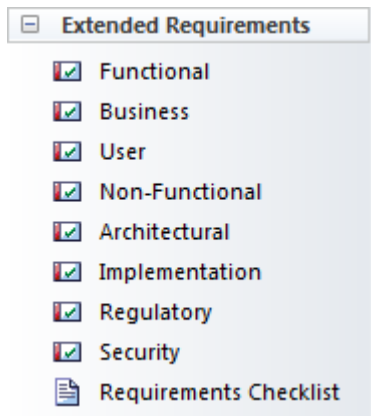 Extended Requirements
Functional
Business
User
Non-Functional
Architectural
Implementation
Regulatory
Security
Requirements Checklist